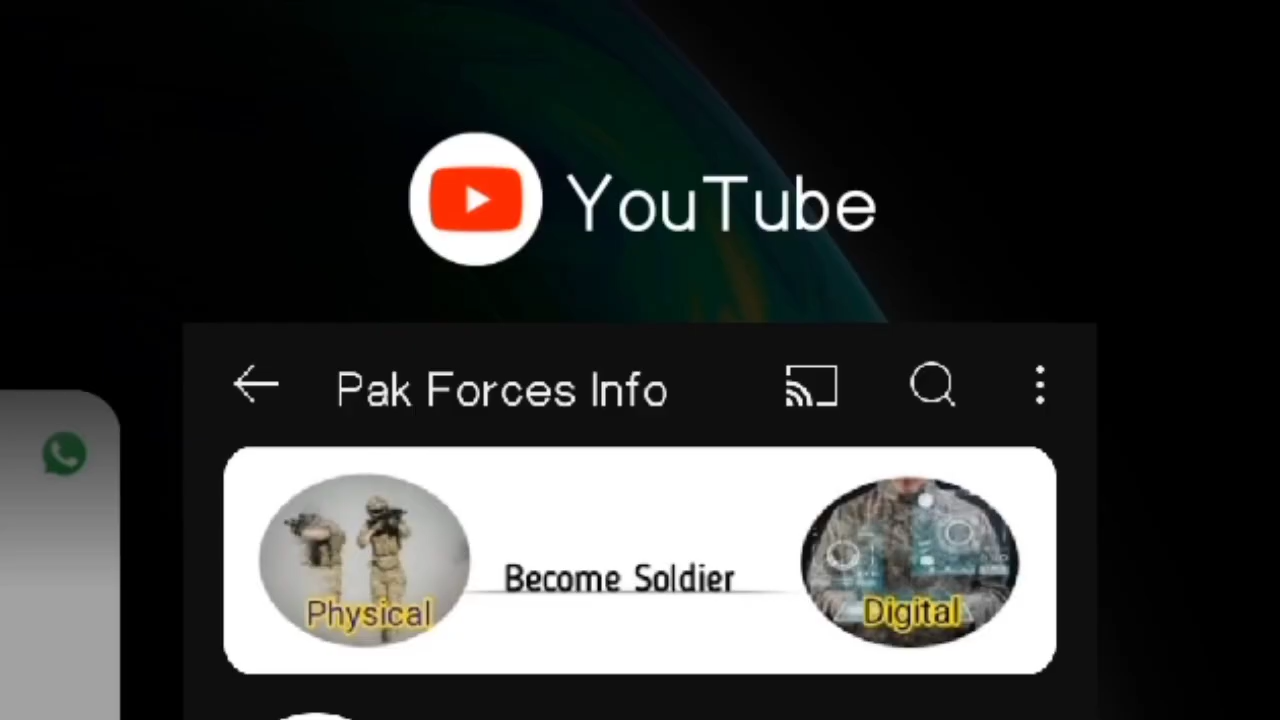 YouTube
Pak Forces Info
Become Soldier
Physical
Digital